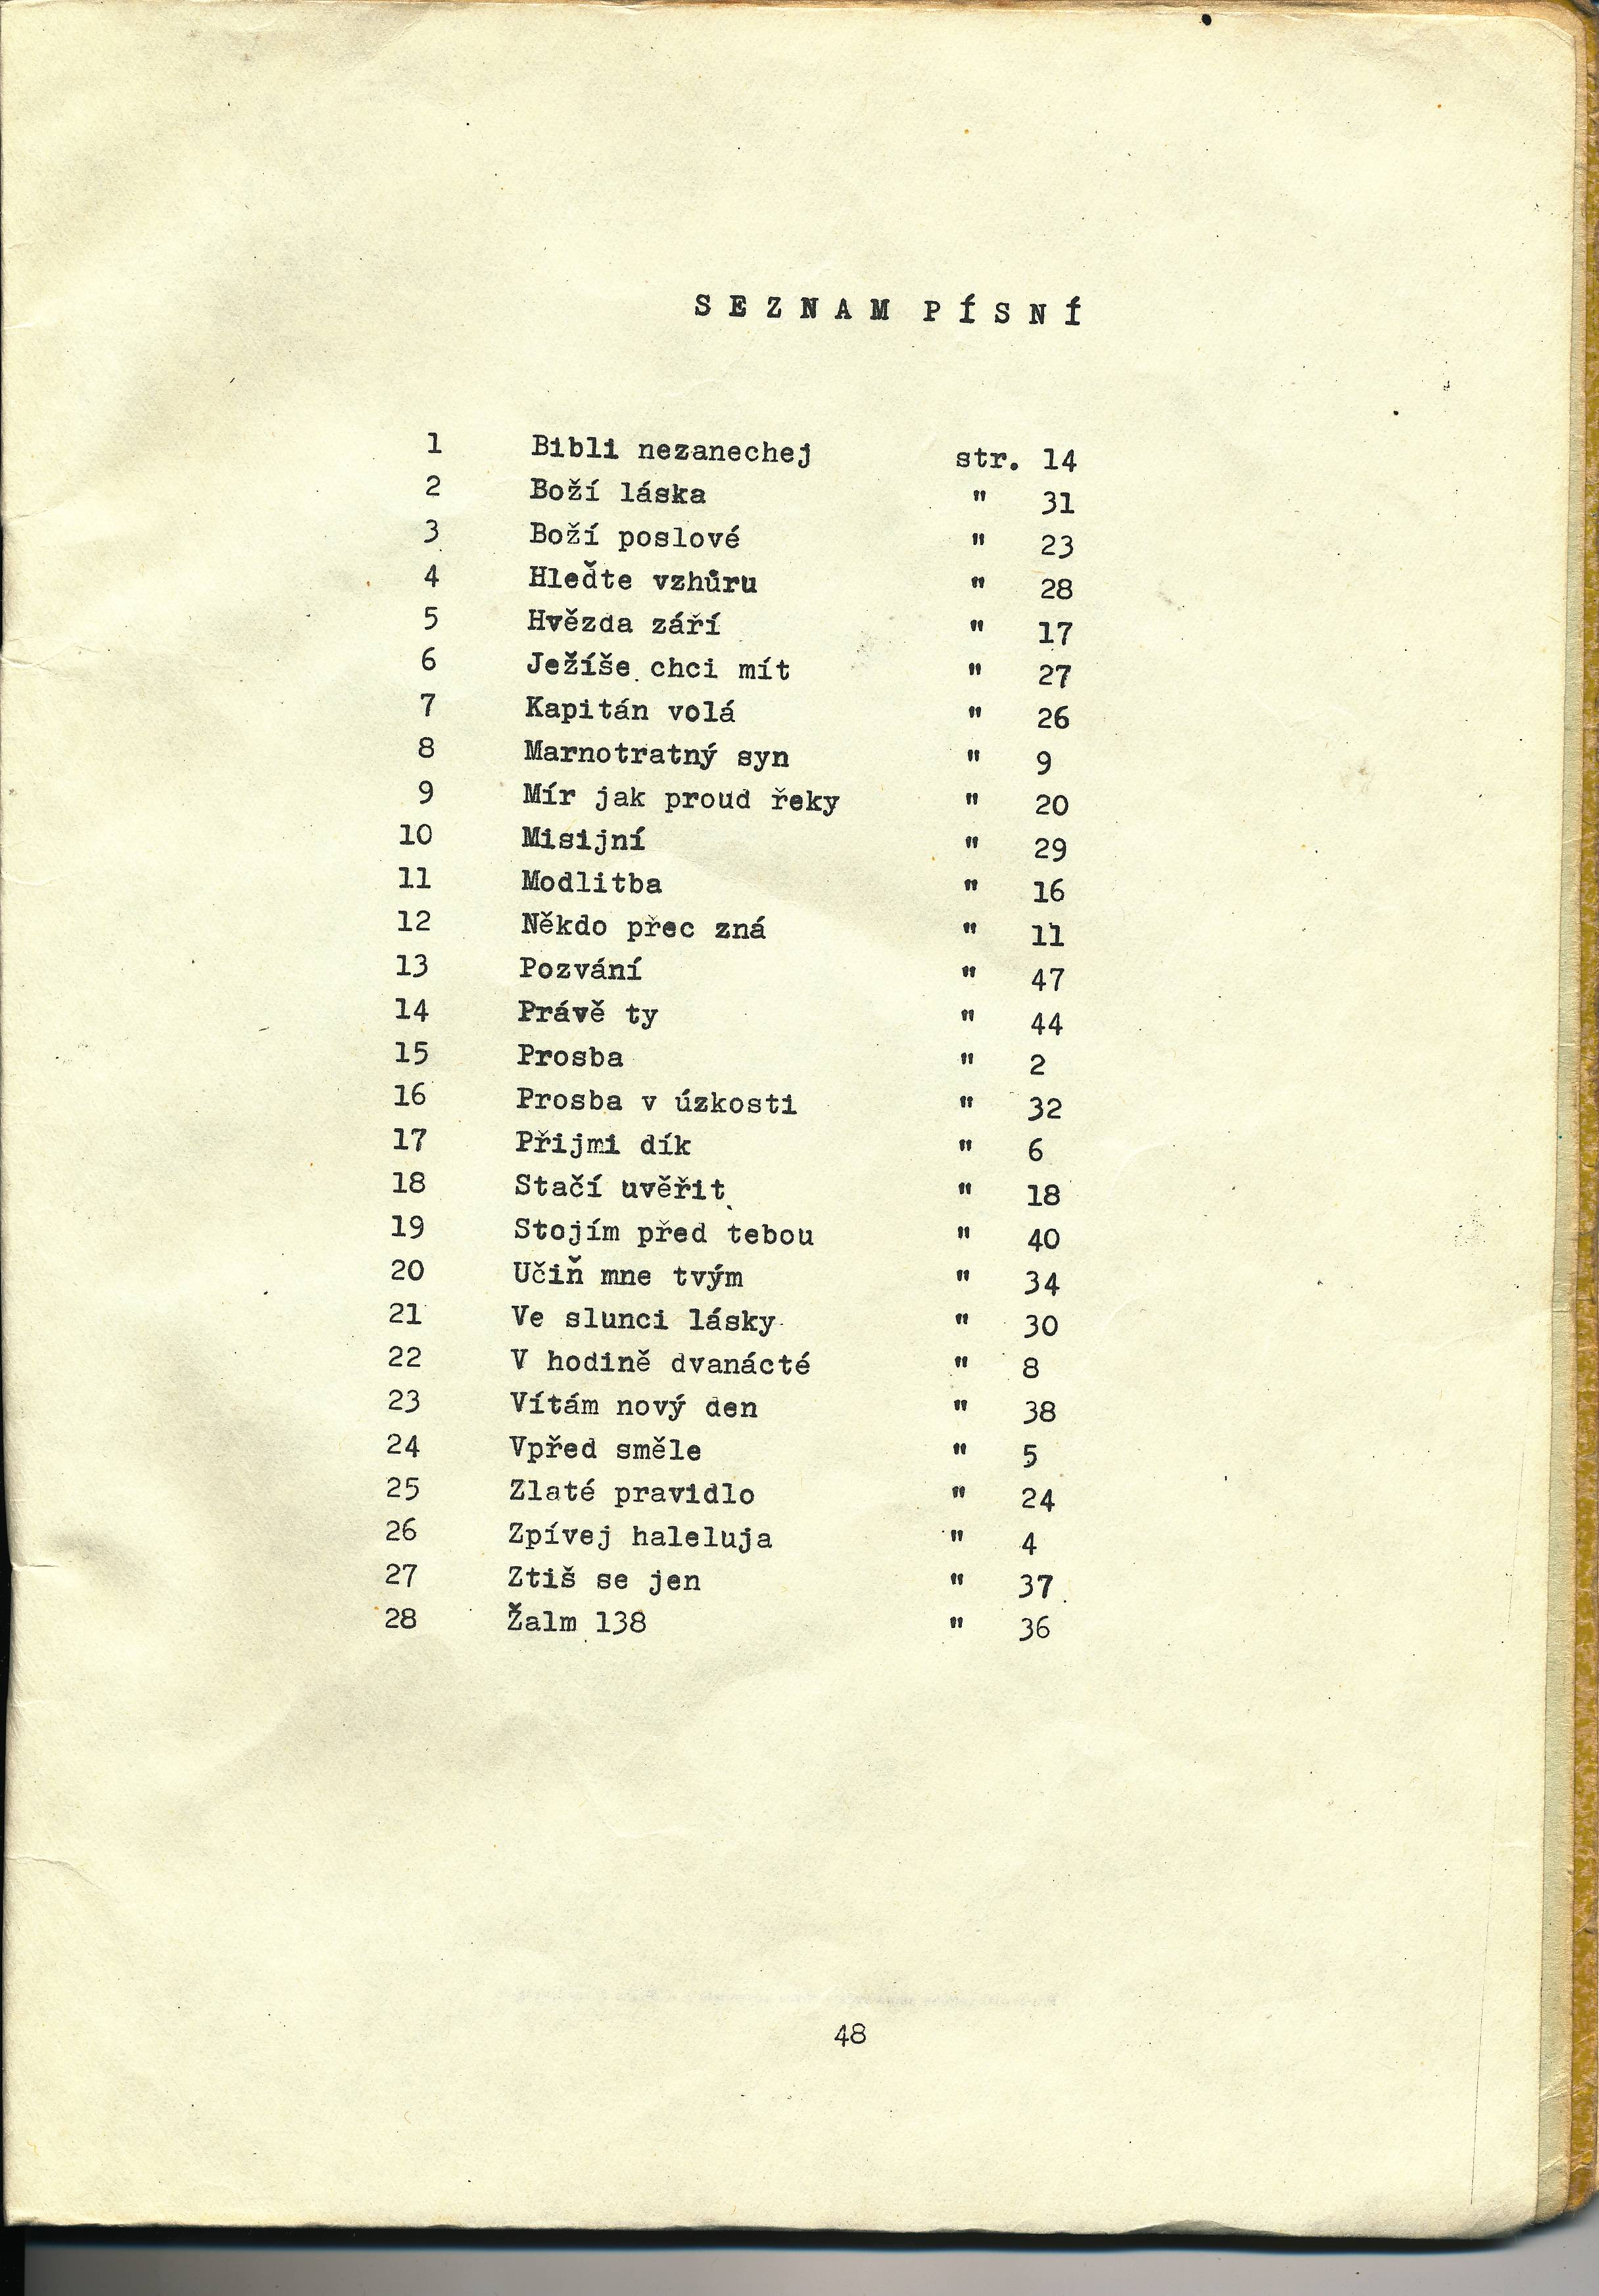 SEZNAM PÍSNÍ
1 Bibli nezanechej str. 14
2 Boží láska " 31
3 Boží poslové " 23
4 Hleďte vzhůru " 28
5 Hvězda září " 17
6 Ježíše chci mít " 27
7 Kapitán volá " 26
8 Marnotratný syn " 9
9 Mír jak proud řeky " 20
10 Misijní " 29
11 Modlitba " 16
12 Někdo přec zná " 11
13 Pozvání " 47
14 Právě ty " 44
15 Prosba " 2
16 Prosba v úzkosti " 32
17 Přijmi dík " 6
18 Stačí uvěřit " 18
19 Stojím před tebou " 40
20 Učiň mne tvým " 34
21 Ve slunci lásky " 30
22 V hodině dvanácté " 8
23 Vítám nový den " 38
24 Vpřed směle " 5
25 Zlaté pravidlo " 24
26 Zpívej haleluja " 4
27 Ztiš se jen " 37
28 Žalm 138 " 36
48